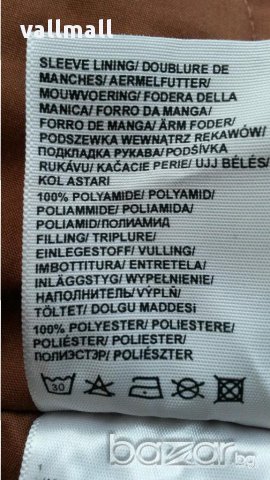 vallmall
SLEEVE LINING/ DOUBLURE DE
MANCHES/ AERMELFUTTER/
MOUWVOERING/ FODERA DELLA
MANICA/ FORRO DA MANGA/
FORRO DE MANGA/ ÄRM FODER/
PODSZEWKA WEWNĄTRZ RĘKAWÓW/
ПОДКЛАДКА РУКАВА/ PODŠÍVKA
RUKÁVU/ KAČACIE PERIE/ UJJ BÉLÉS/
KOL ASTARI
100% POLYAMIDE/ POLYAMID/
POLIAMMIDE/ POLIAMIDA/
POLIAMID/ПОЛИАМИД
FILLING/ TRIPLURE/
EINLEGESTOFF/ VULLING/
IMBOTTITURA/ ENTRETELA/
INLÄGGSTYG/ WYPEŁNIENIE/
НАПОЛНИТЕЛЬ/ VÝPLŇ/
TÖLTET/ DOLGU MADDESİ
100% POLYESTER/ POLIESTERE/
POLIÉSTER/ POLIESTER/
ПОЛИЭСТЭР/ POLIÉSZTER
30
bazar.bg